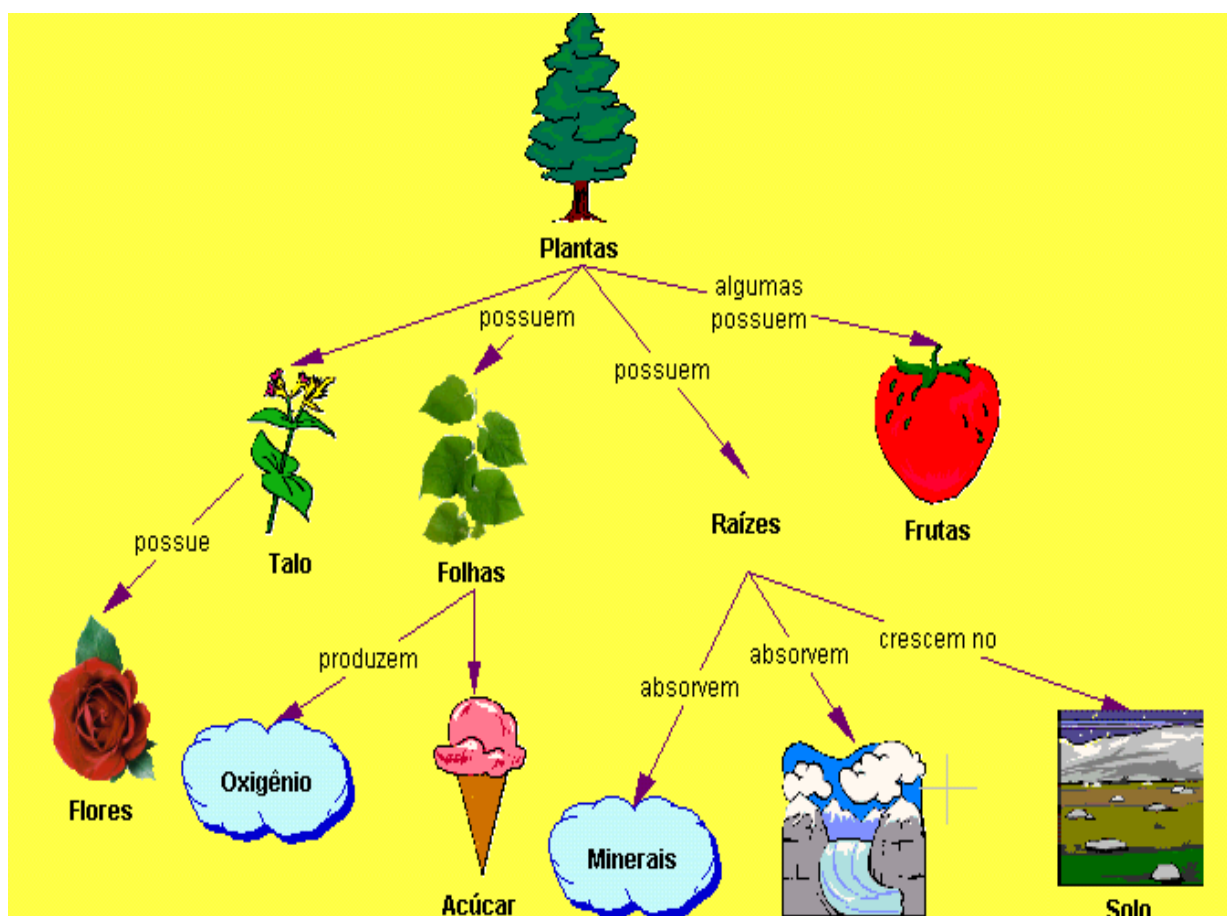 Plantas
algumas
possuem
possuem
possuem
Raízes
Frutas
possue
Talo
Folhas
produzem
absorvem
absorvem
crescem no
Oxigênio
Flores
Minerais
Açúcar
Solo